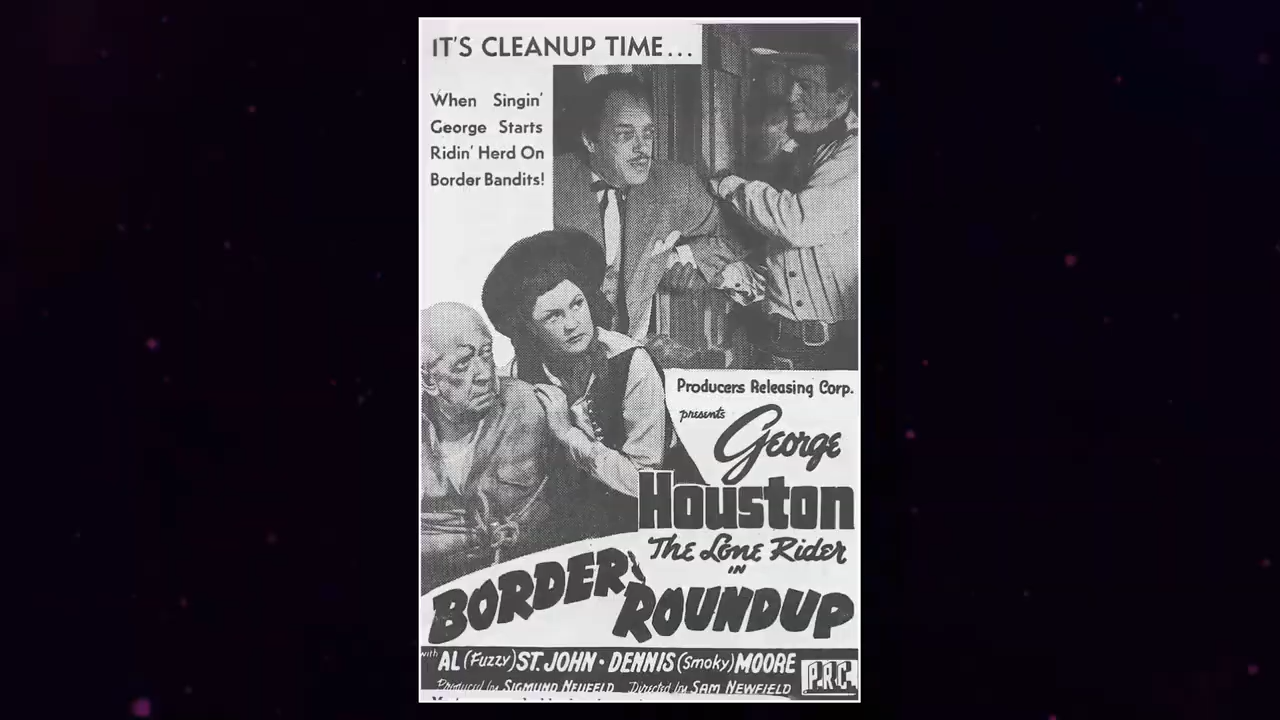 IT'S CLEANUP TIME...
When Singin'
George Starts
Ridin' Herd On
Border Bandits!
Producers Releasing Corp.
presents
George
Houston
The Lone Rider
IN
BORDER
ROUNDUP
with AL (Fuzzy) ST. JOHN · DENNIS (Smoky) MOORE
Produced by SIGMUND NEUFELD Directed by SAM NEWFIELD
P.R.C.